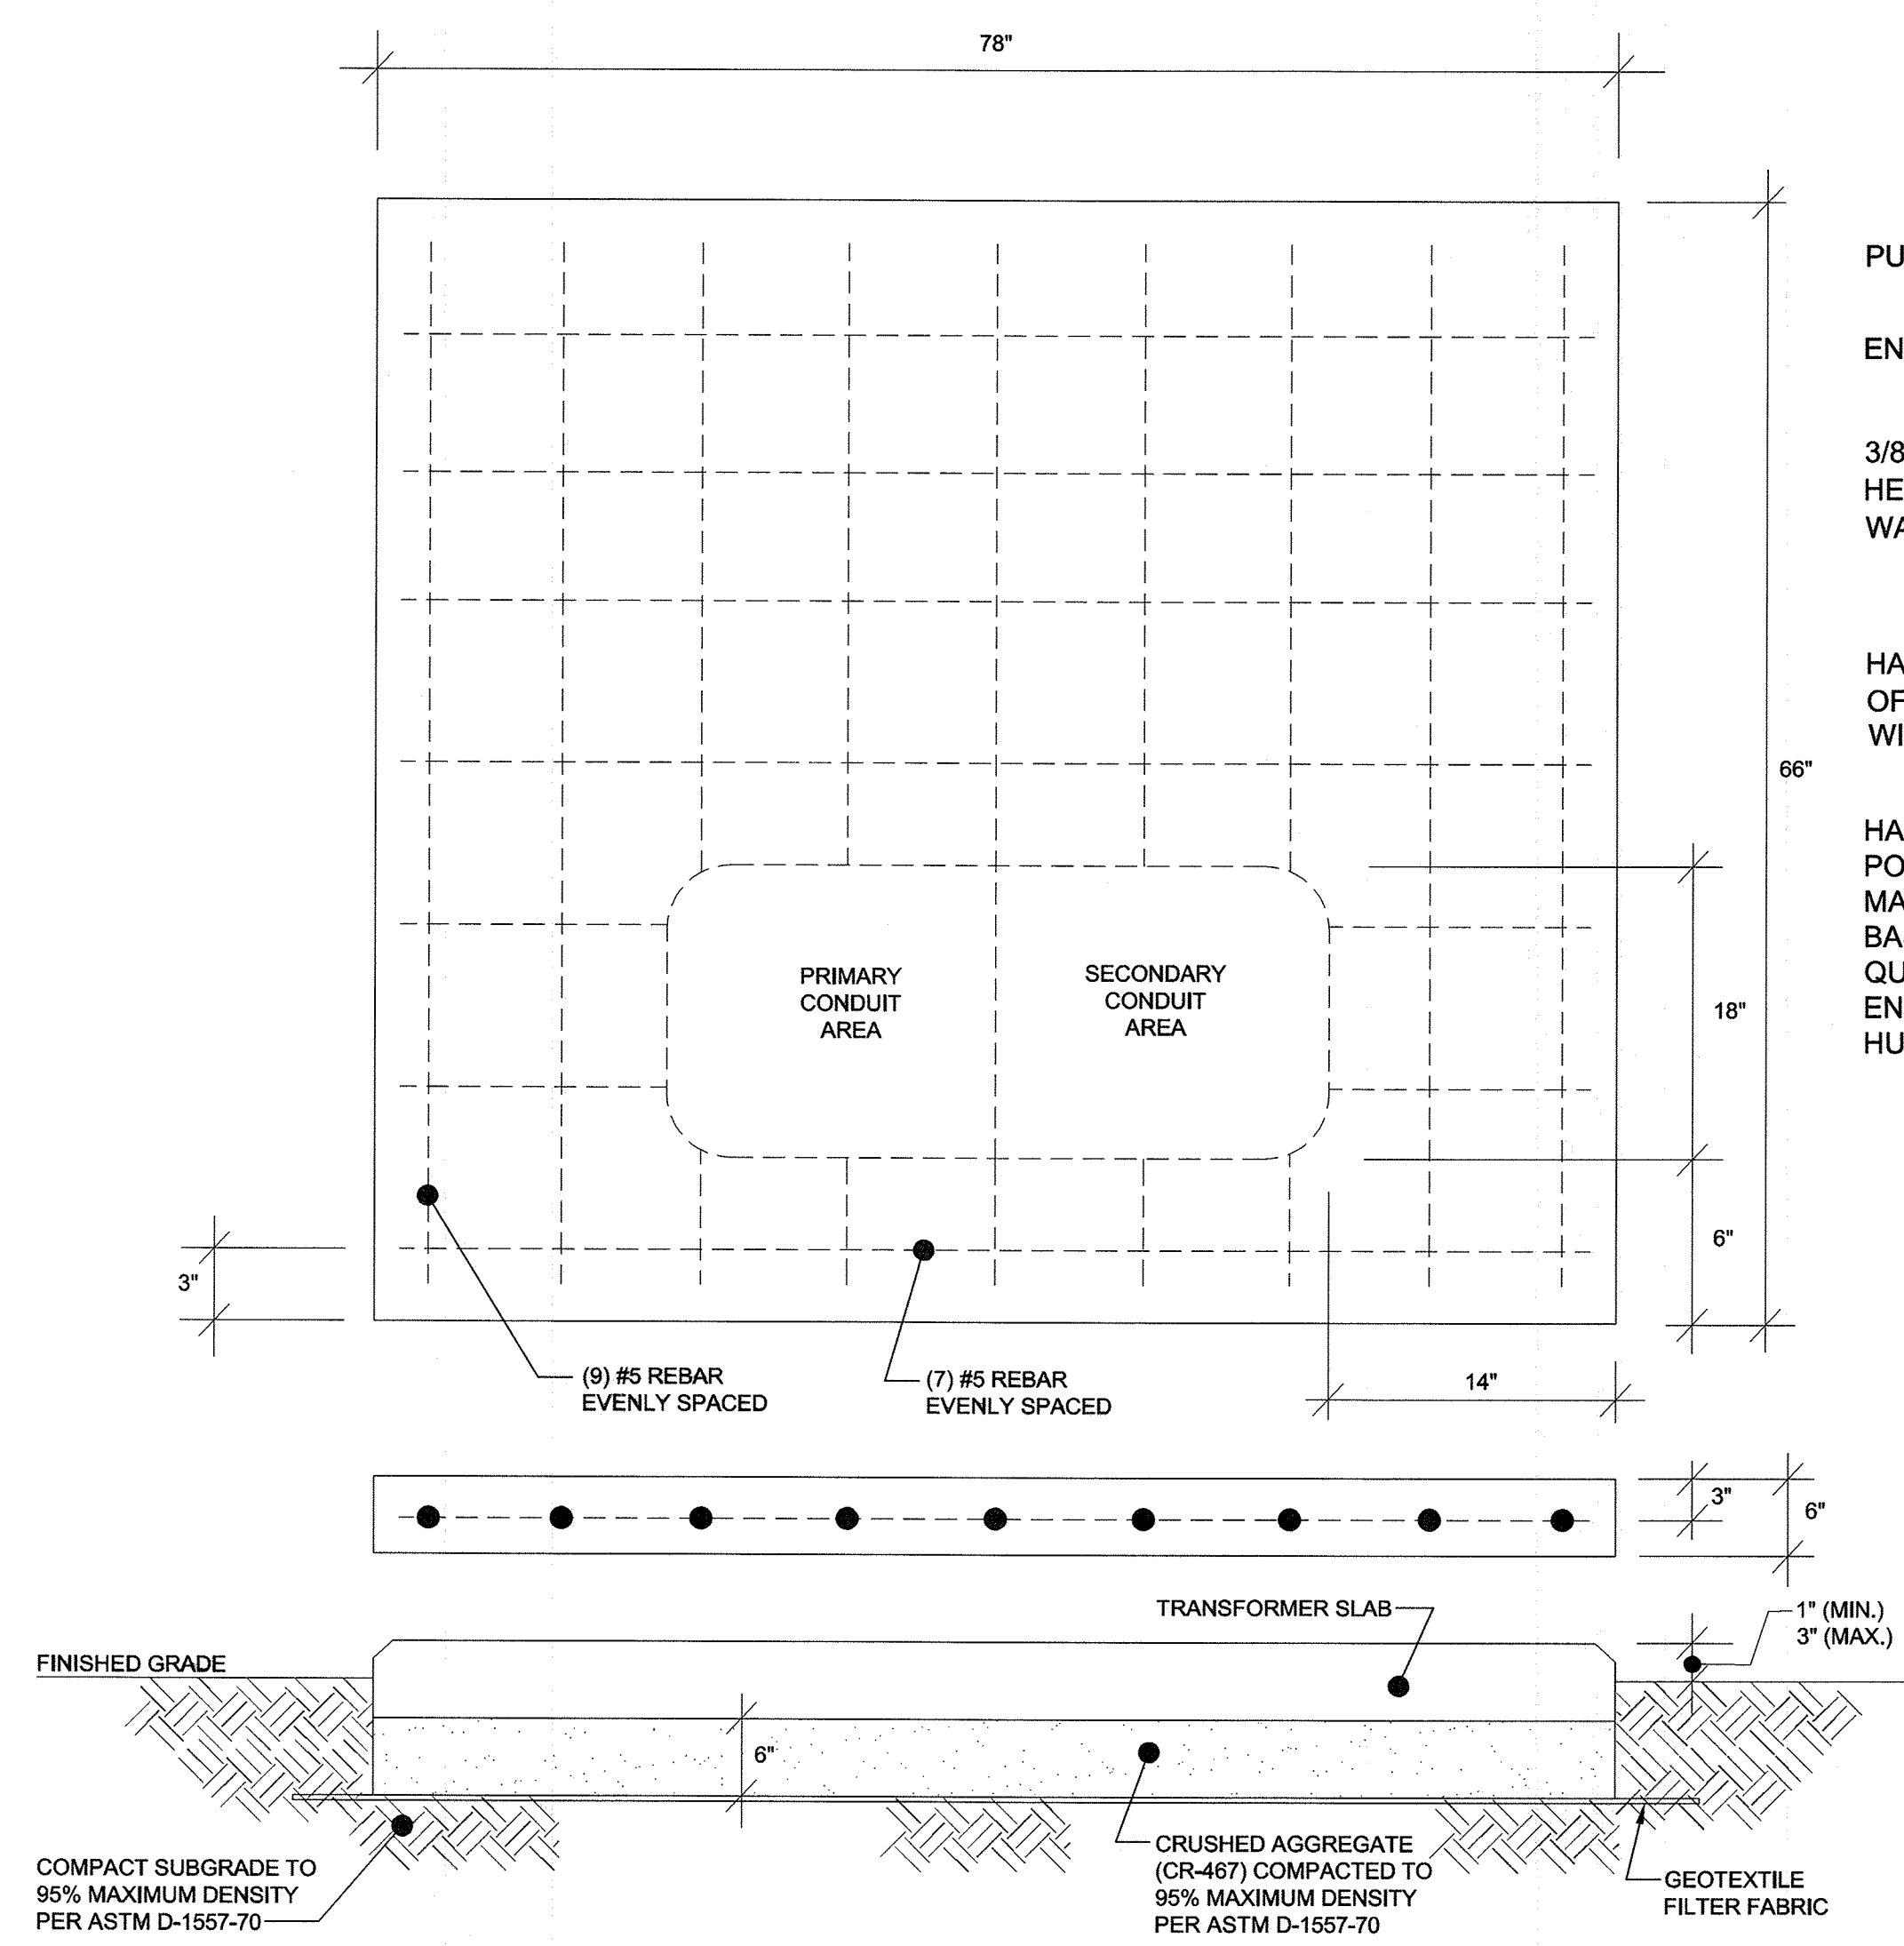 78"
PU
EN
3/8
HE
WA
HA
OF
WI
66"
HA
PO
MA
BA
QU
EN
HU
PRIMARY
CONDUIT
AREA
SECONDARY
CONDUIT
AREA
18"
6"
3"
(9) #5 REBAR
EVENLY SPACED
(7) #5 REBAR
EVENLY SPACED
14"
3"
6"
TRANSFORMER SLAB
1" (MIN.)
3" (MAX.)
FINISHED GRADE
6"
COMPACT SUBGRADE TO
95% MAXIMUM DENSITY
PER ASTM D-1557-70
CRUSHED AGGREGATE
(CR-467) COMPACTED TO
95% MAXIMUM DENSITY
PER ASTM D-1557-70
GEOTEXTILE
FILTER FABRIC